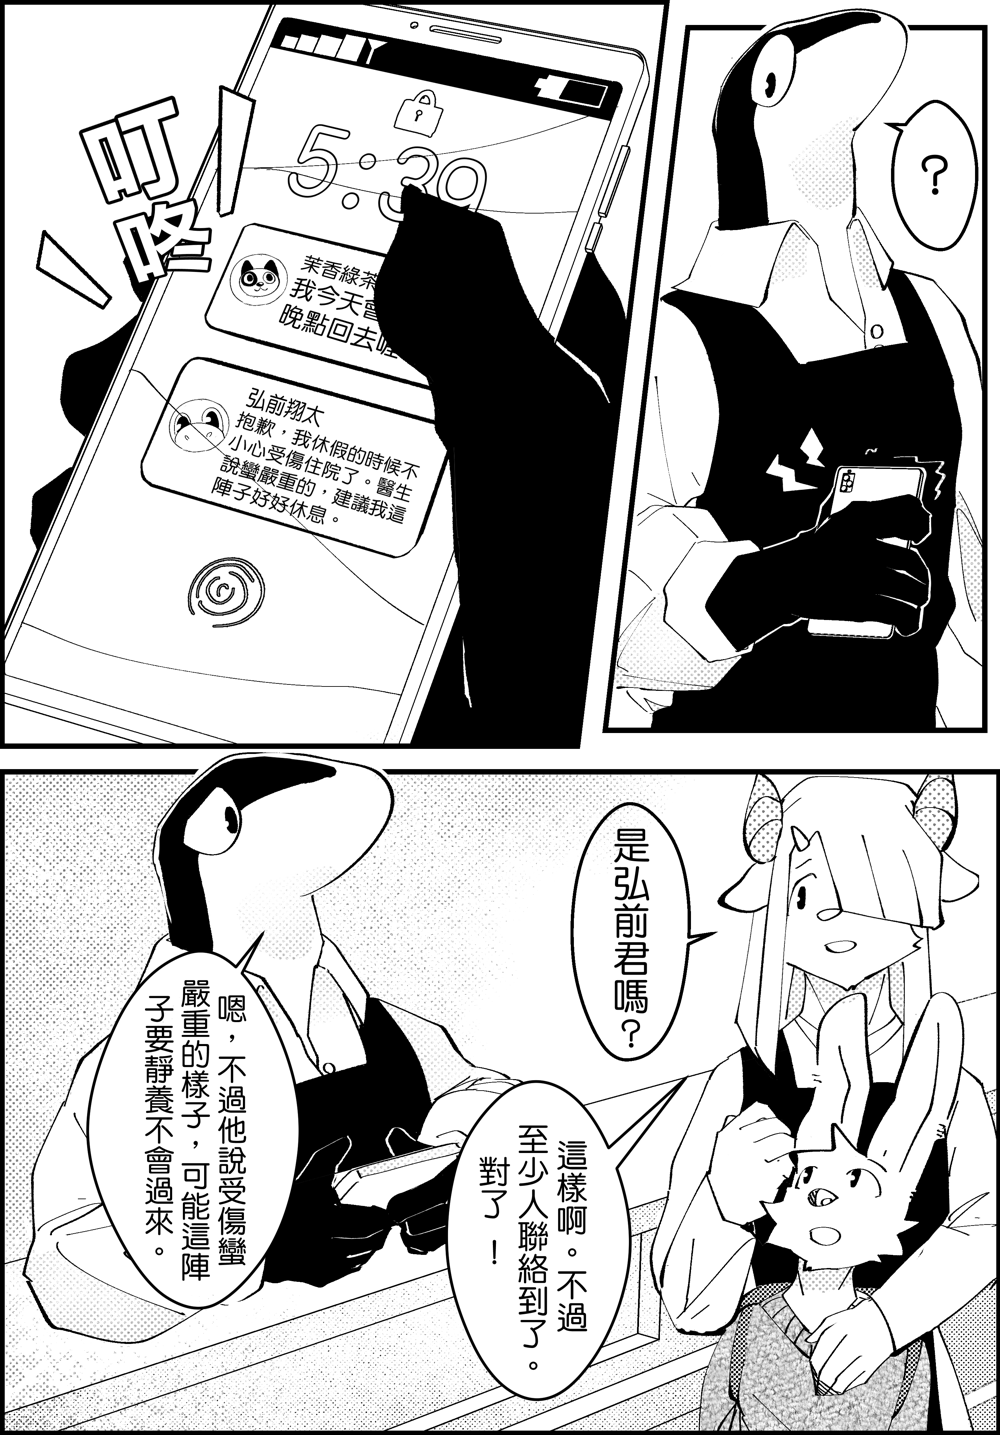 ？
叮咚
5:39
茉香綠茶
我今天會
晚點回去喔
弘前翔太
抱歉，我休假的時候不
小心受傷住院了。醫生
說蠻嚴重的，建議我這
陣子好好休息。
是弘前君嗎？
嗯，不過他說受傷蠻
嚴重的樣子，可能這陣
子要靜養不會過來。
這樣啊。不過
至少人聯絡到了。
對了！